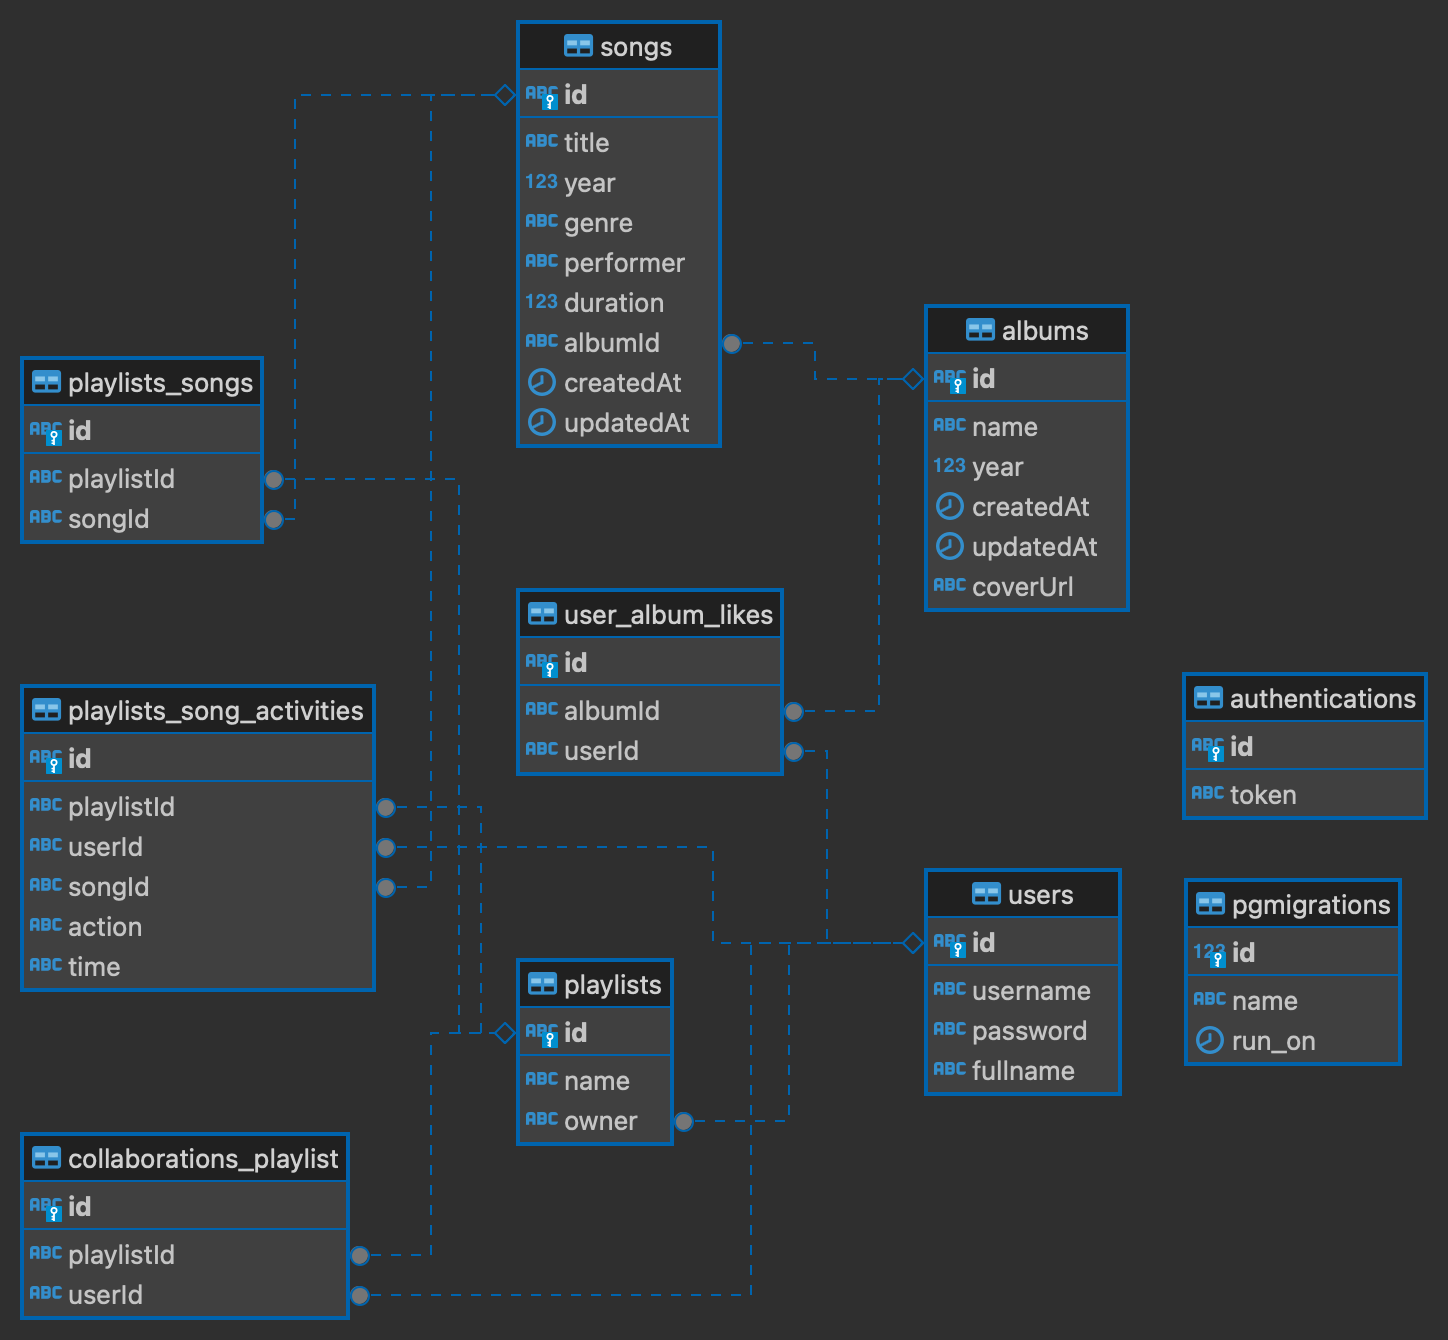 songs
ABC id
ABC title
123 year
ABC genre
ABC performer
123 duration
ABC albumId
createdAt
updatedAt
albums
ABC id
ABC name
123 year
createdAt
updatedAt
ABC coverUrl
playlists_songs
ABC id
ABC playlistId
ABC songId
user_album_likes
ABC id
ABC albumId
ABC userId
playlists_song_activities
ABC id
ABC playlistId
ABC userId
ABC songId
ABC action
ABC time
authentications
ABC id
ABC token
users
ABC id
ABC username
ABC password
ABC fullname
pgmigrations
123 id
ABC name
run_on
playlists
ABC id
ABC name
ABC owner
collaborations_playlist
ABC id
ABC playlistId
ABC userId